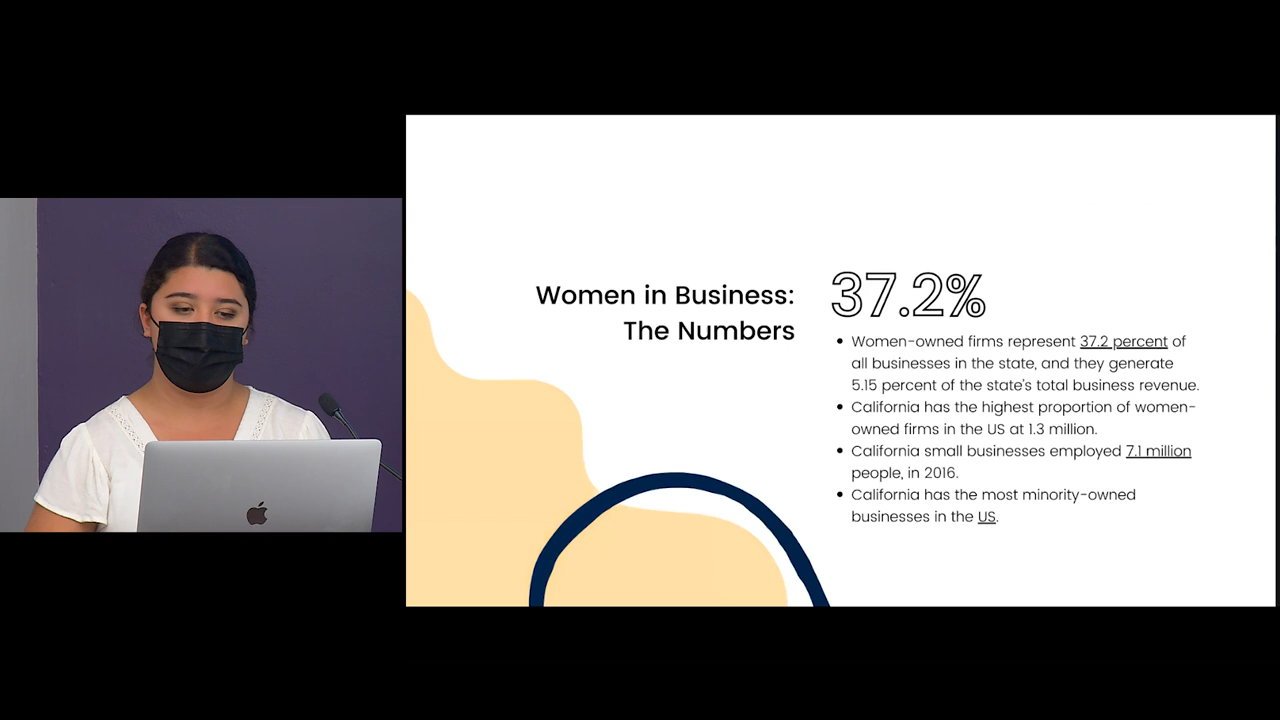 Women in Business:
The Numbers
37.2%
• Women-owned firms represent 37.2 percent of
all businesses in the state, and they generate
5.15 percent of the state's total business revenue.
• California has the highest proportion of women-
owned firms in the US at 1.3 million.
• California small businesses employed 7.1 million
people, in 2016.
• California has the most minority-owned
businesses in the US.